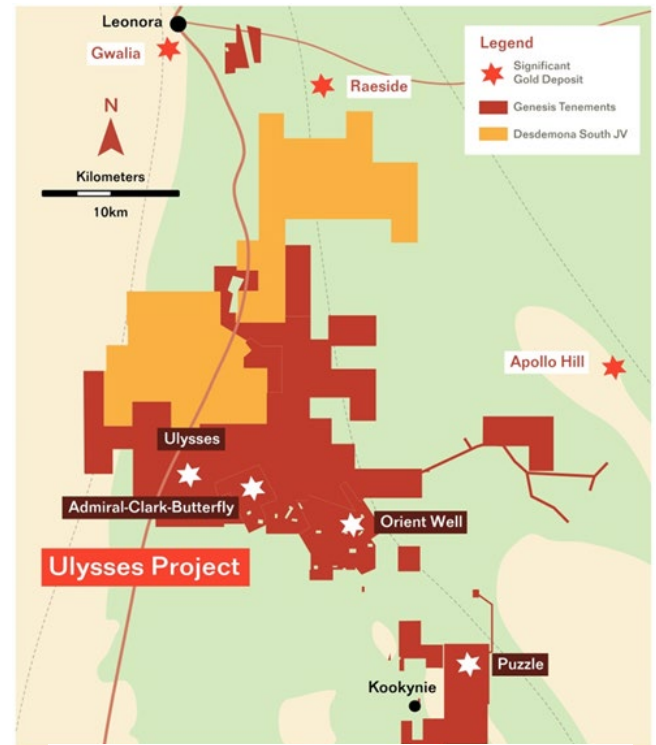 Leonora
Gwalia
Raeside
Legend
Significant
Gold Deposit
Genesis Tenements
Desdemona South JV
N
Kilometers
10km
Apollo Hill
Ulysses
Admiral-Clark-Butterfly
Orient Well
Ulysses Project
Puzzle
Kookynie